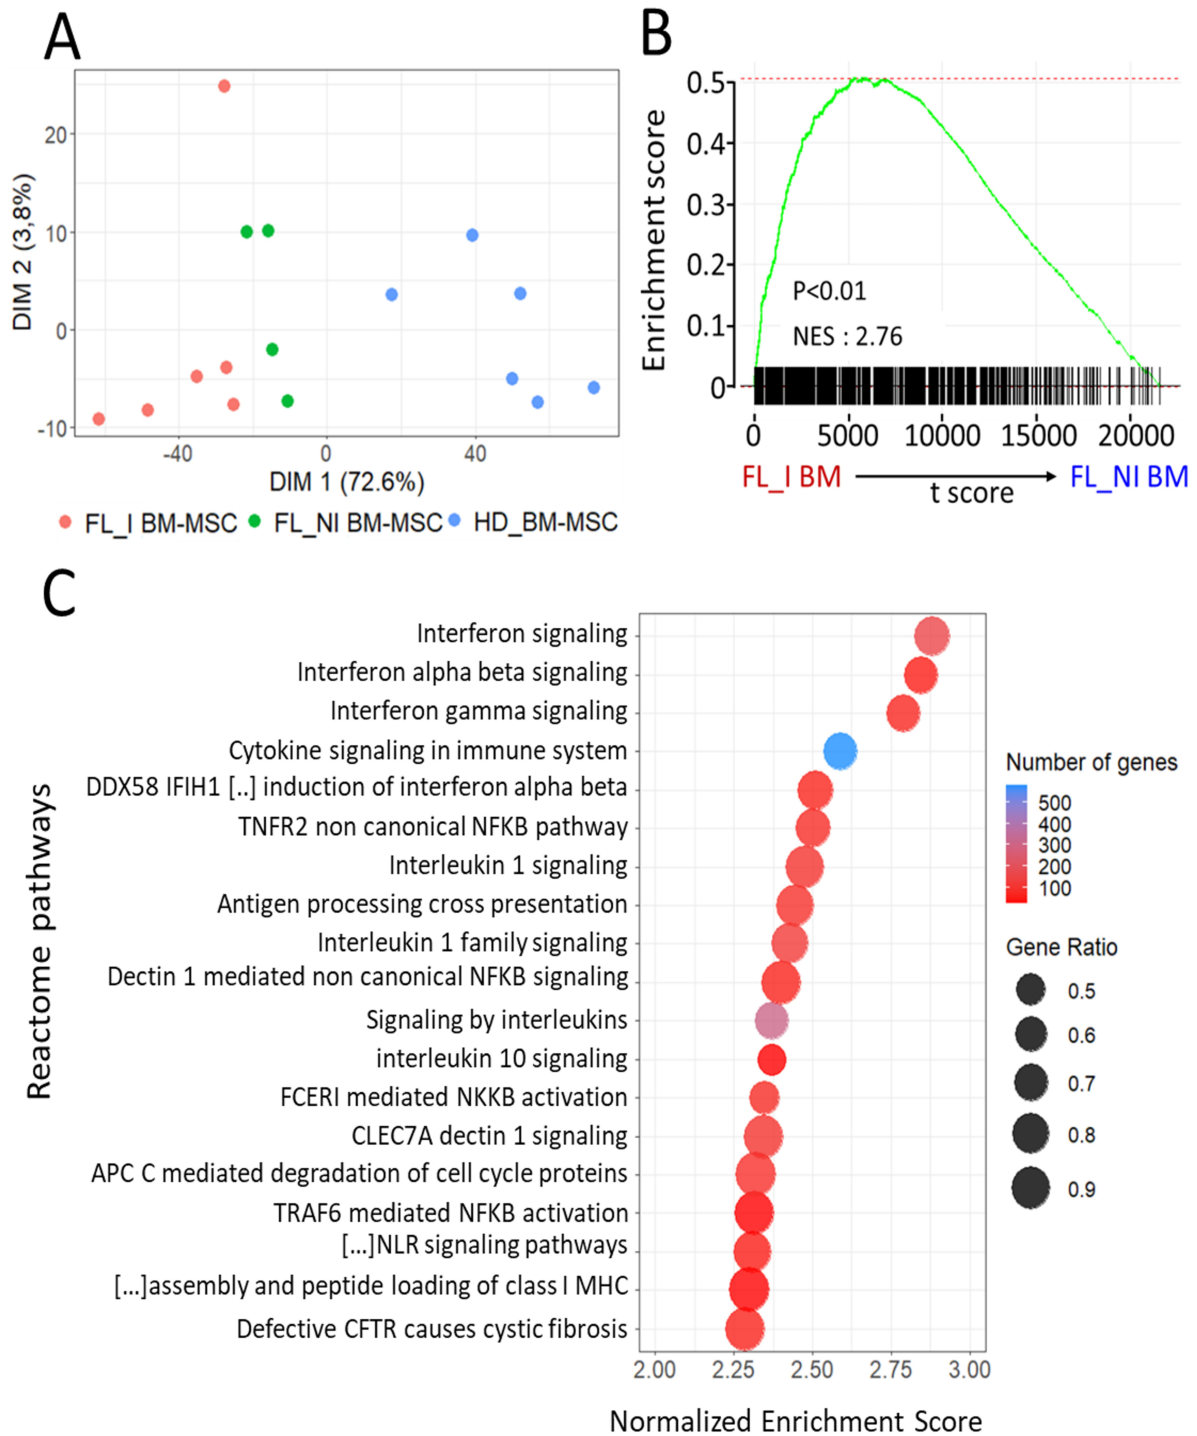 A
20
10
0
-10
DIM 2 (3,8%)
-40
0
40
DIM 1 (72.6%)
FL_I BM-MSC
FL_NI BM-MSC
HD_BM-MSC
B
0.5
0.4
0.3
0.2
0.1
0
Enrichment score
P<0.01
NES : 2.76
0
5000
10000
15000
20000
FL_I BM
t score
FL_NI BM
C
Reactome pathways
Interferon signaling
Interferon alpha beta signaling
Interferon gamma signaling
Cytokine signaling in immune system
DDX58 IFIH1 [..] induction of interferon alpha beta
TNFR2 non canonical NFKB pathway
Interleukin 1 signaling
Antigen processing cross presentation
Interleukin 1 family signaling
Dectin 1 mediated non canonical NFKB signaling
Signaling by interleukins
interleukin 10 signaling
FCERI mediated NKKB activation
CLEC7A dectin 1 signaling
APC C mediated degradation of cell cycle proteins
TRAF6 mediated NFKB activation
[...]NLR signaling pathways
[...]assembly and peptide loading of class I MHC
Defective CFTR causes cystic fibrosis
2.00
2.25
2.50
2.75
3.00
Normalized Enrichment Score
Number of genes
500
400
300
200
100
Gene Ratio
0.5
0.6
0.7
0.8
0.9